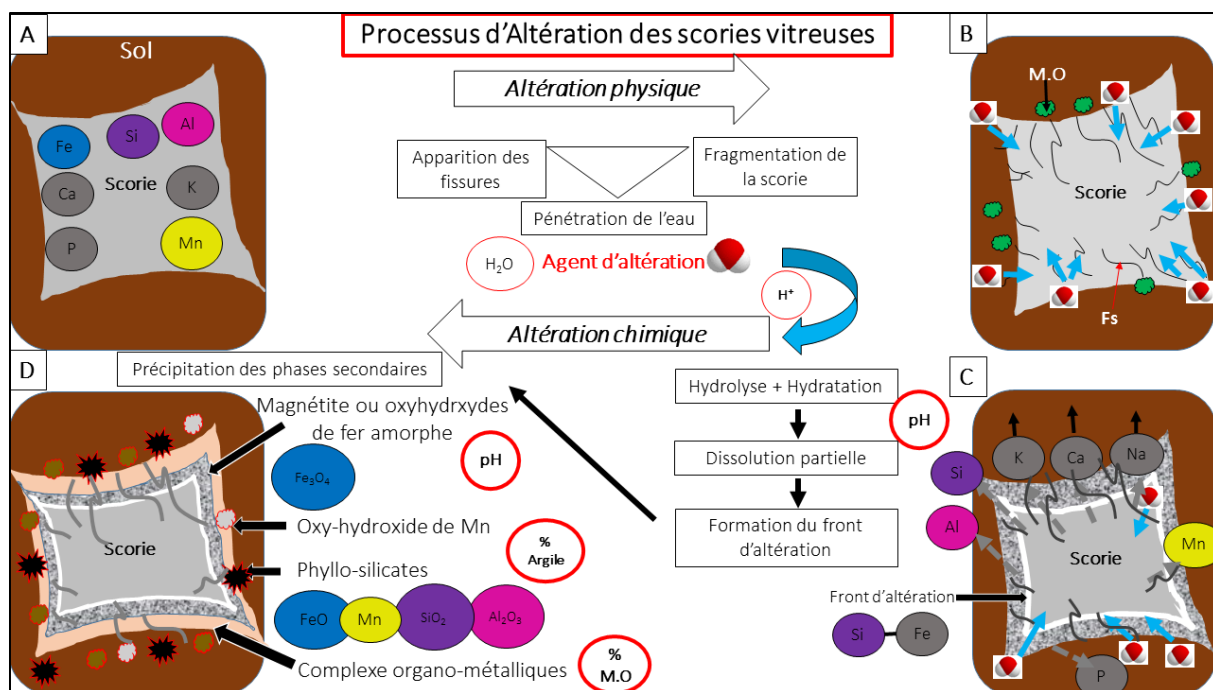 Processus d'Altération des scories vitreuses
A
Sol
Fe
Si
Al
Ca
Scorie
K
P
Mn
Altération physique
Apparition des
fissures
Fragmentation de
la scorie
Pénétration de l'eau
H₂O
Agent d'altération
H⁺
Altération chimique
B
M.O
Scorie
Fs
Hydrolyse + Hydratation
pH
Dissolution partielle
Formation du front
d'altération
C
K
Ca
Na
Si
Al
Mn
Scorie
Front d'altération
Si
Fe
P
D
Précipitation des phases secondaires
Magnétite ou oxyhydrxydes
de fer amorphe
pH
Fe₃O₄
Scorie
Oxy-hydroxide de Mn
%
Argile
Phyllo-silicates
FeO
Mn
SiO₂
Al₂O₃
Complexe organo-métalliques
%
M.O